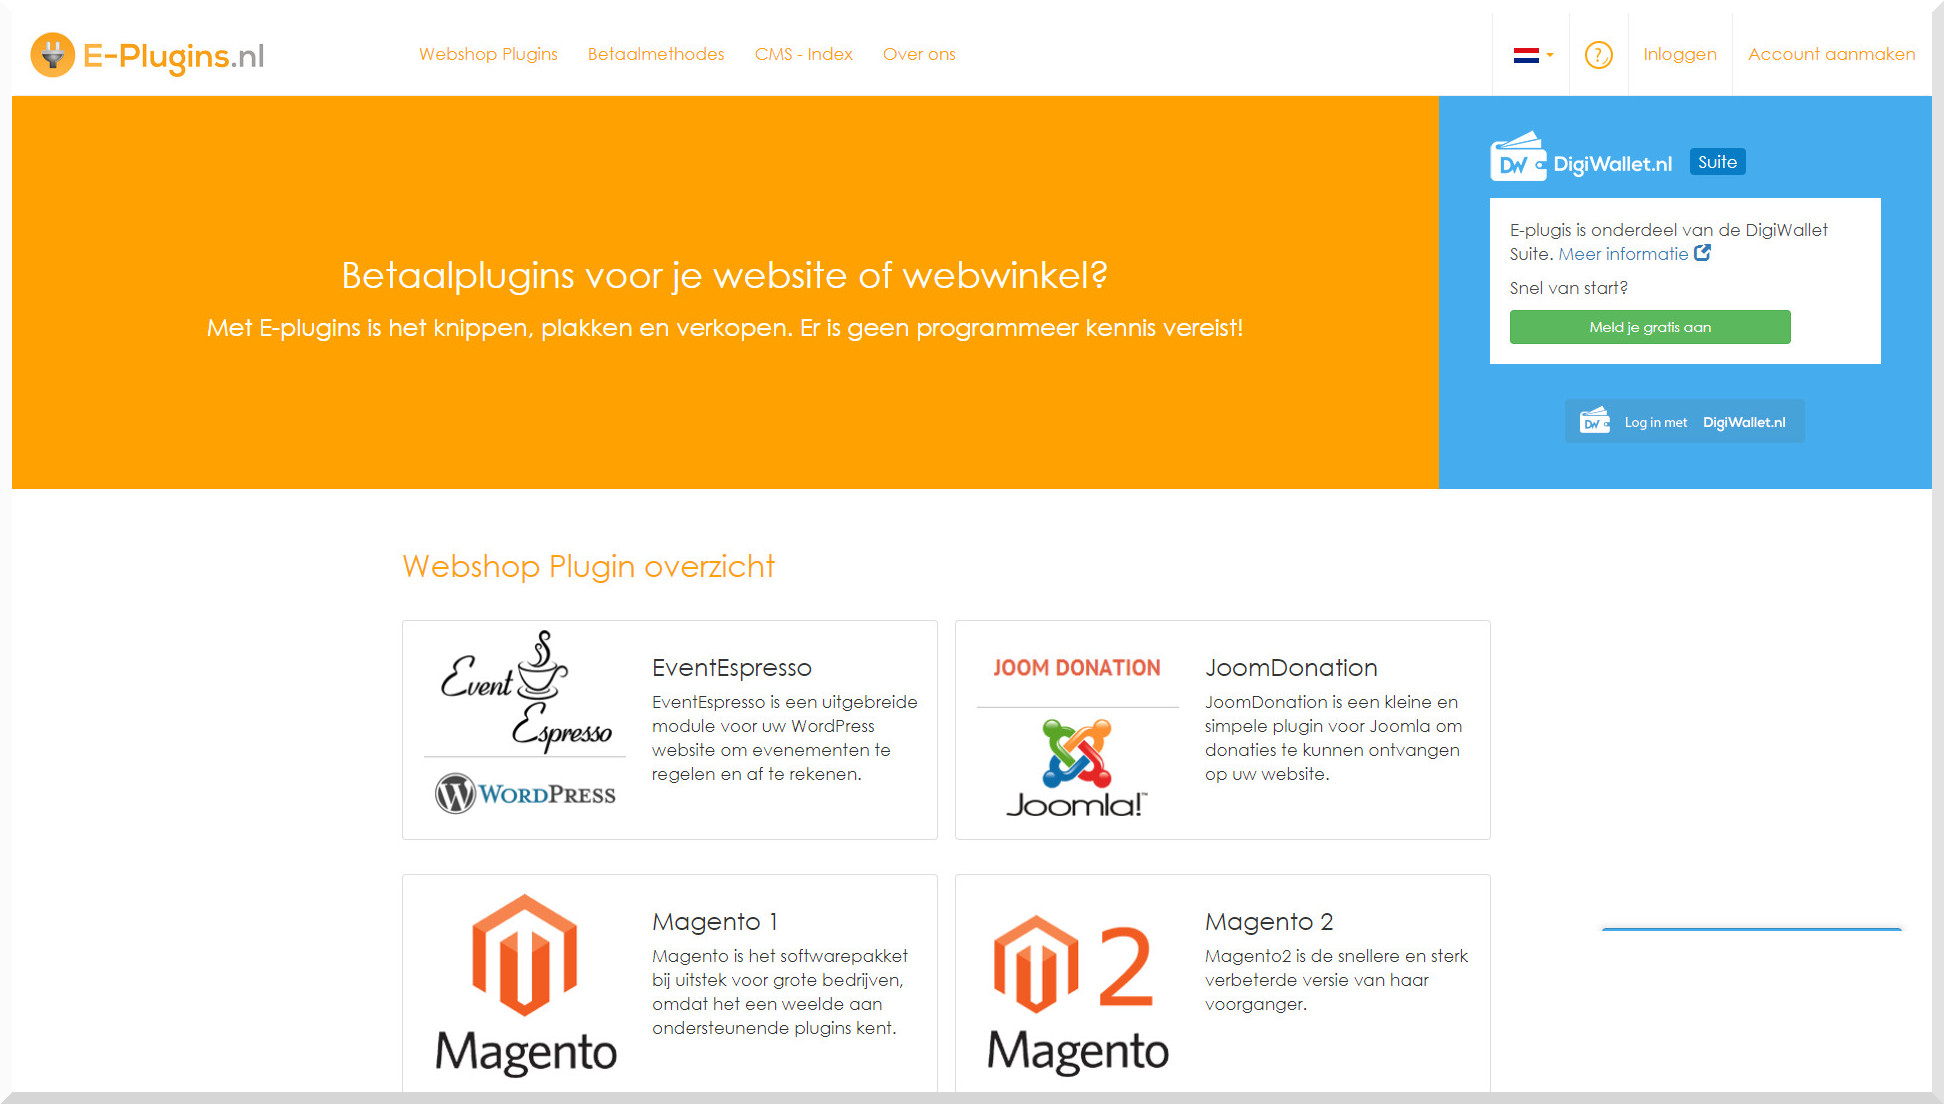 E-Plugins.nl
Webshop Plugins
Betaalmethodes
CMS - Index
Over ons
?
Inloggen
Account aanmaken
Betaalplugins voor je website of webwinkel?
Met E-plugins is het knippen, plakken en verkopen. Er is geen programmeer kennis vereist!
DW DigiWallet.nl Suite
E-plugis is onderdeel van de DigiWallet
Suite. Meer informatie
Snel van start?
Meld je gratis aan
DW Log in met DigiWallet.nl
Webshop Plugin overzicht
Event
Espresso
WORDPRESS
EventEspresso
EventEspresso is een uitgebreide
module voor uw WordPress
website om evenementen te
regelen en af te rekenen.
JOOM DONATION
Joomla!™
JoomDonation
JoomDonation is een kleine en
simpele plugin voor Joomla om
donaties te kunnen ontvangen
op uw website.
Magento
Magento 1
Magento is het softwarepakket
bij uitstek voor grote bedrijven,
omdat het een weelde aan
ondersteunende plugins kent.
2
Magento
Magento 2
Magento2 is de snellere en sterk
verbeterde versie van haar
voorganger.